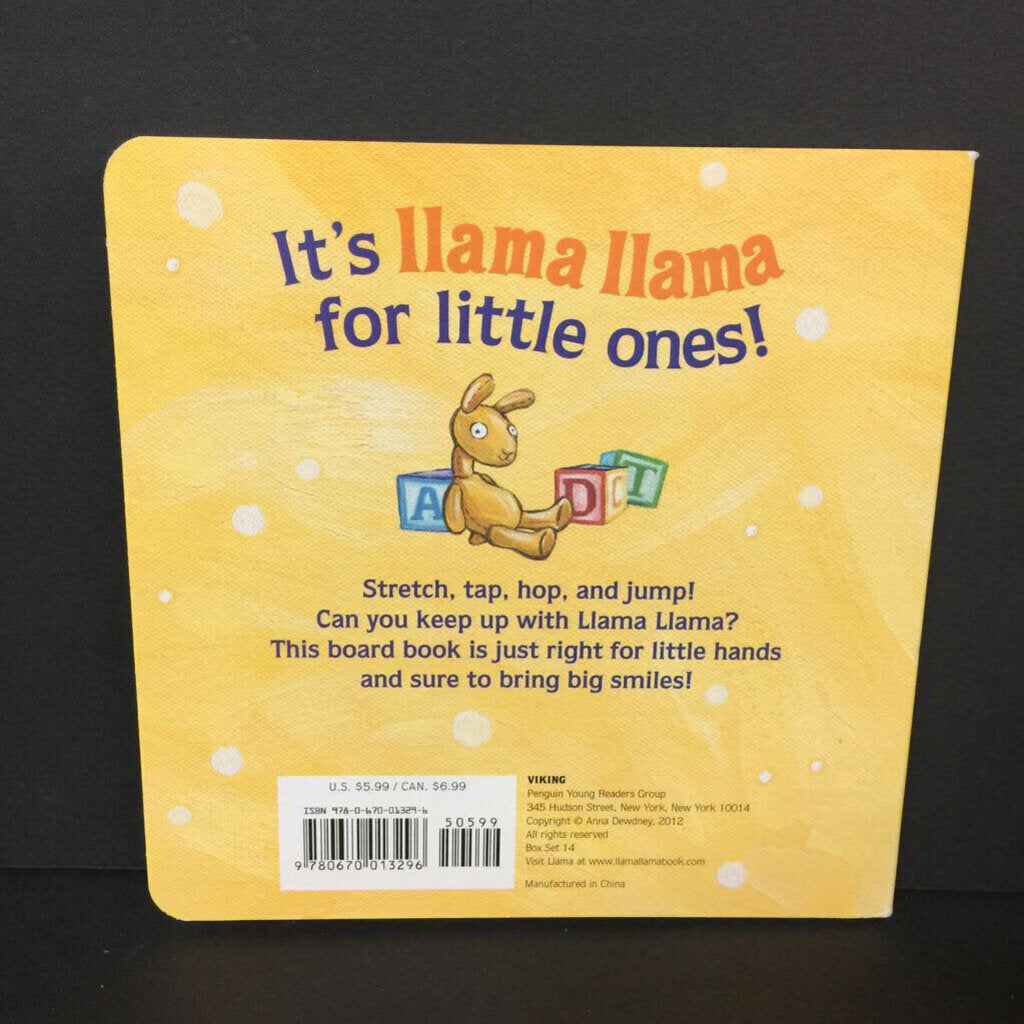 It's llama llama
for little ones!
A D C T
Stretch, tap, hop, and jump!
Can you keep up with Llama Llama?
This board book is just right for little hands
and sure to bring big smiles!
U.S. $5.99 / CAN. $6.99
ISBN 978-0-670-01329-6
50599
9 780670 013296
VIKING
Penguin Young Readers Group
345 Hudson Street, New York, New York 10014
Copyright © Anna Dewdney, 2012
All rights reserved
Box Set 14
Visit Llama at www.llamallamabook.com
Manufactured in China